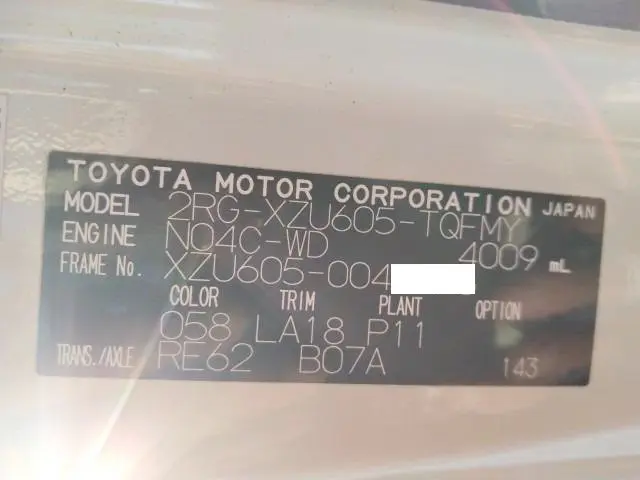 TOYOTA MOTOR CORPORATION JAPAN
MODEL 2RG-XZU605-TQFMY
ENGINE N04C-WD 4009 mL
FRAME No. XZU605-004
COLOR TRIM PLANT OPTION
058 LA18 P11
TRANS./AXLE RE62 B07A 143